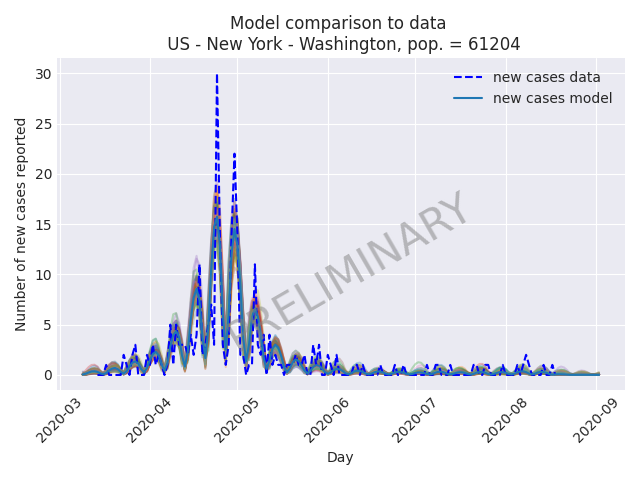 Model comparison to data
US - New York - Washington, pop. = 61204
30
25
20
15
10
5
0
Number of new cases reported
new cases data
new cases model
PRELIMINARY
2020-03
2020-04
2020-05
2020-06
2020-07
2020-08
2020-09
Day